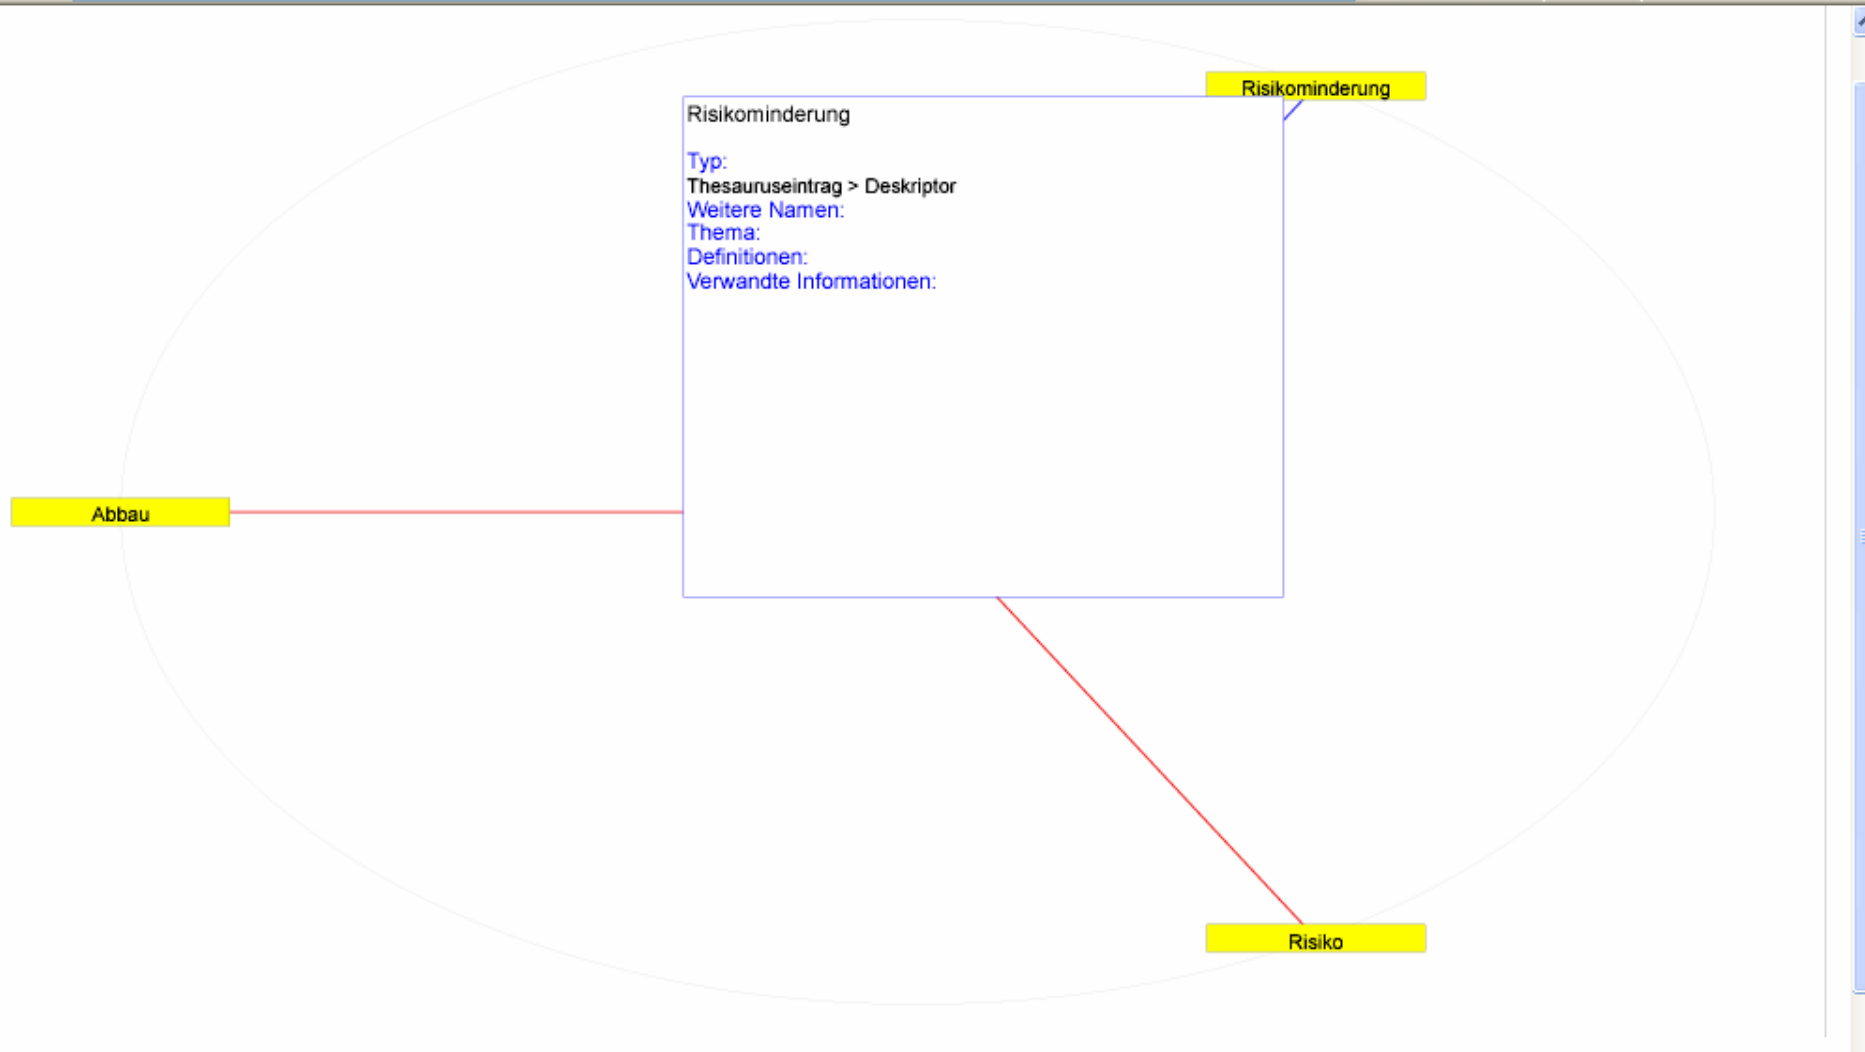 Risikominderung
Risikominderung
Typ:
Thesauruseintrag > Deskriptor
Weitere Namen:
Thema:
Definitionen:
Verwandte Informationen:
Abbau
Risiko